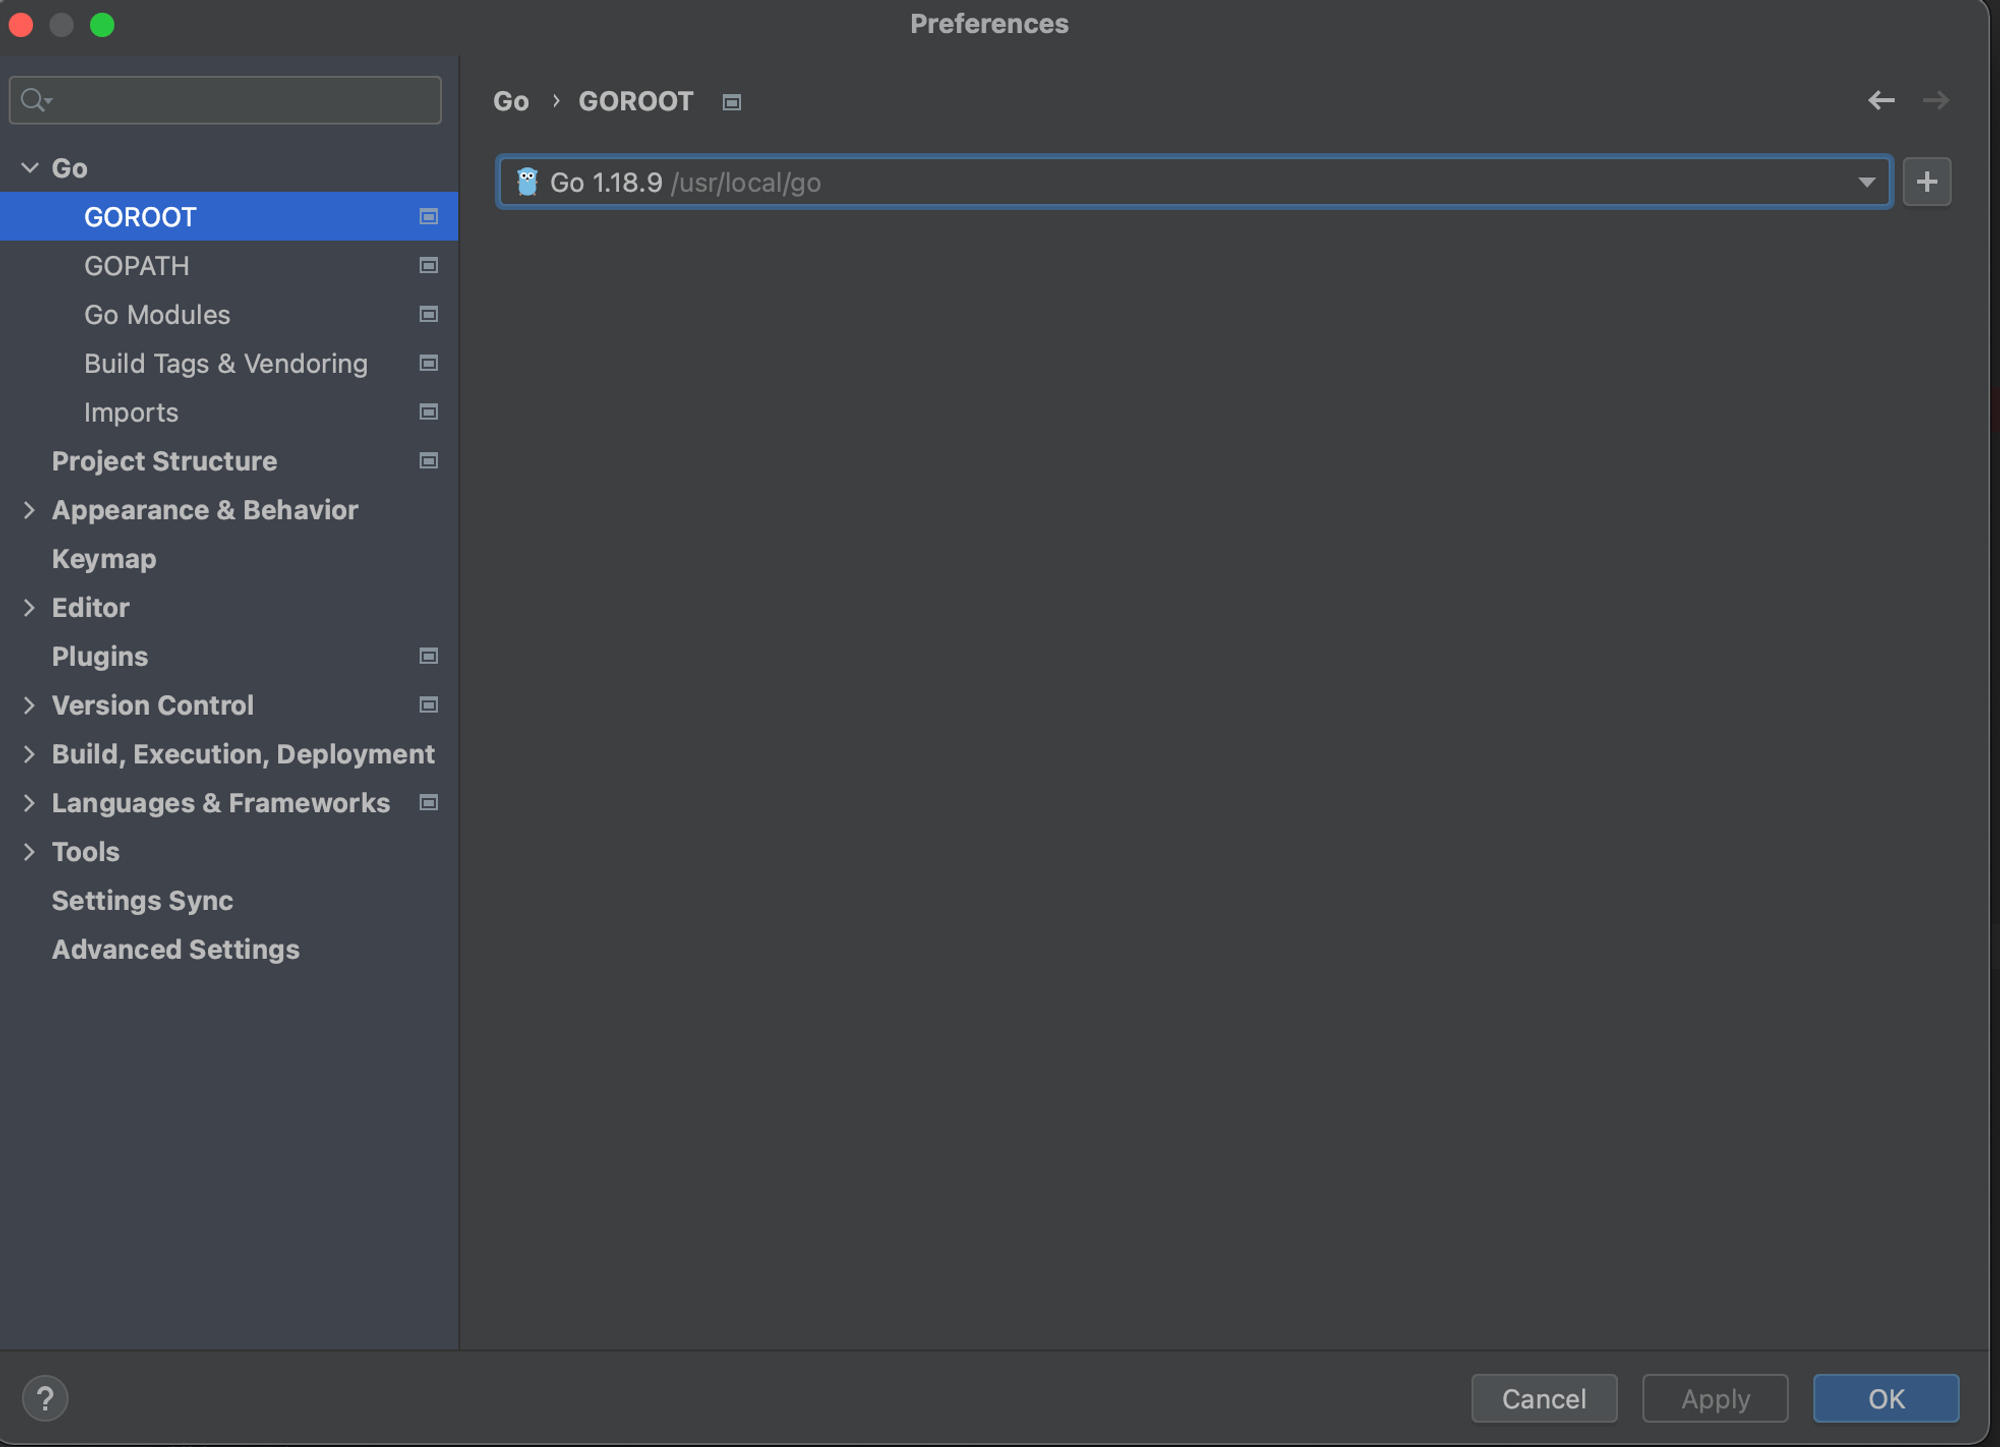 Preferences
Go › GOROOT
Go 1.18.9 /usr/local/go
Go
GOROOT
GOPATH
Go Modules
Build Tags & Vendoring
Imports
Project Structure
Appearance & Behavior
Keymap
Editor
Plugins
Version Control
Build, Execution, Deployment
Languages & Frameworks
Tools
Settings Sync
Advanced Settings
?
Cancel
Apply
OK